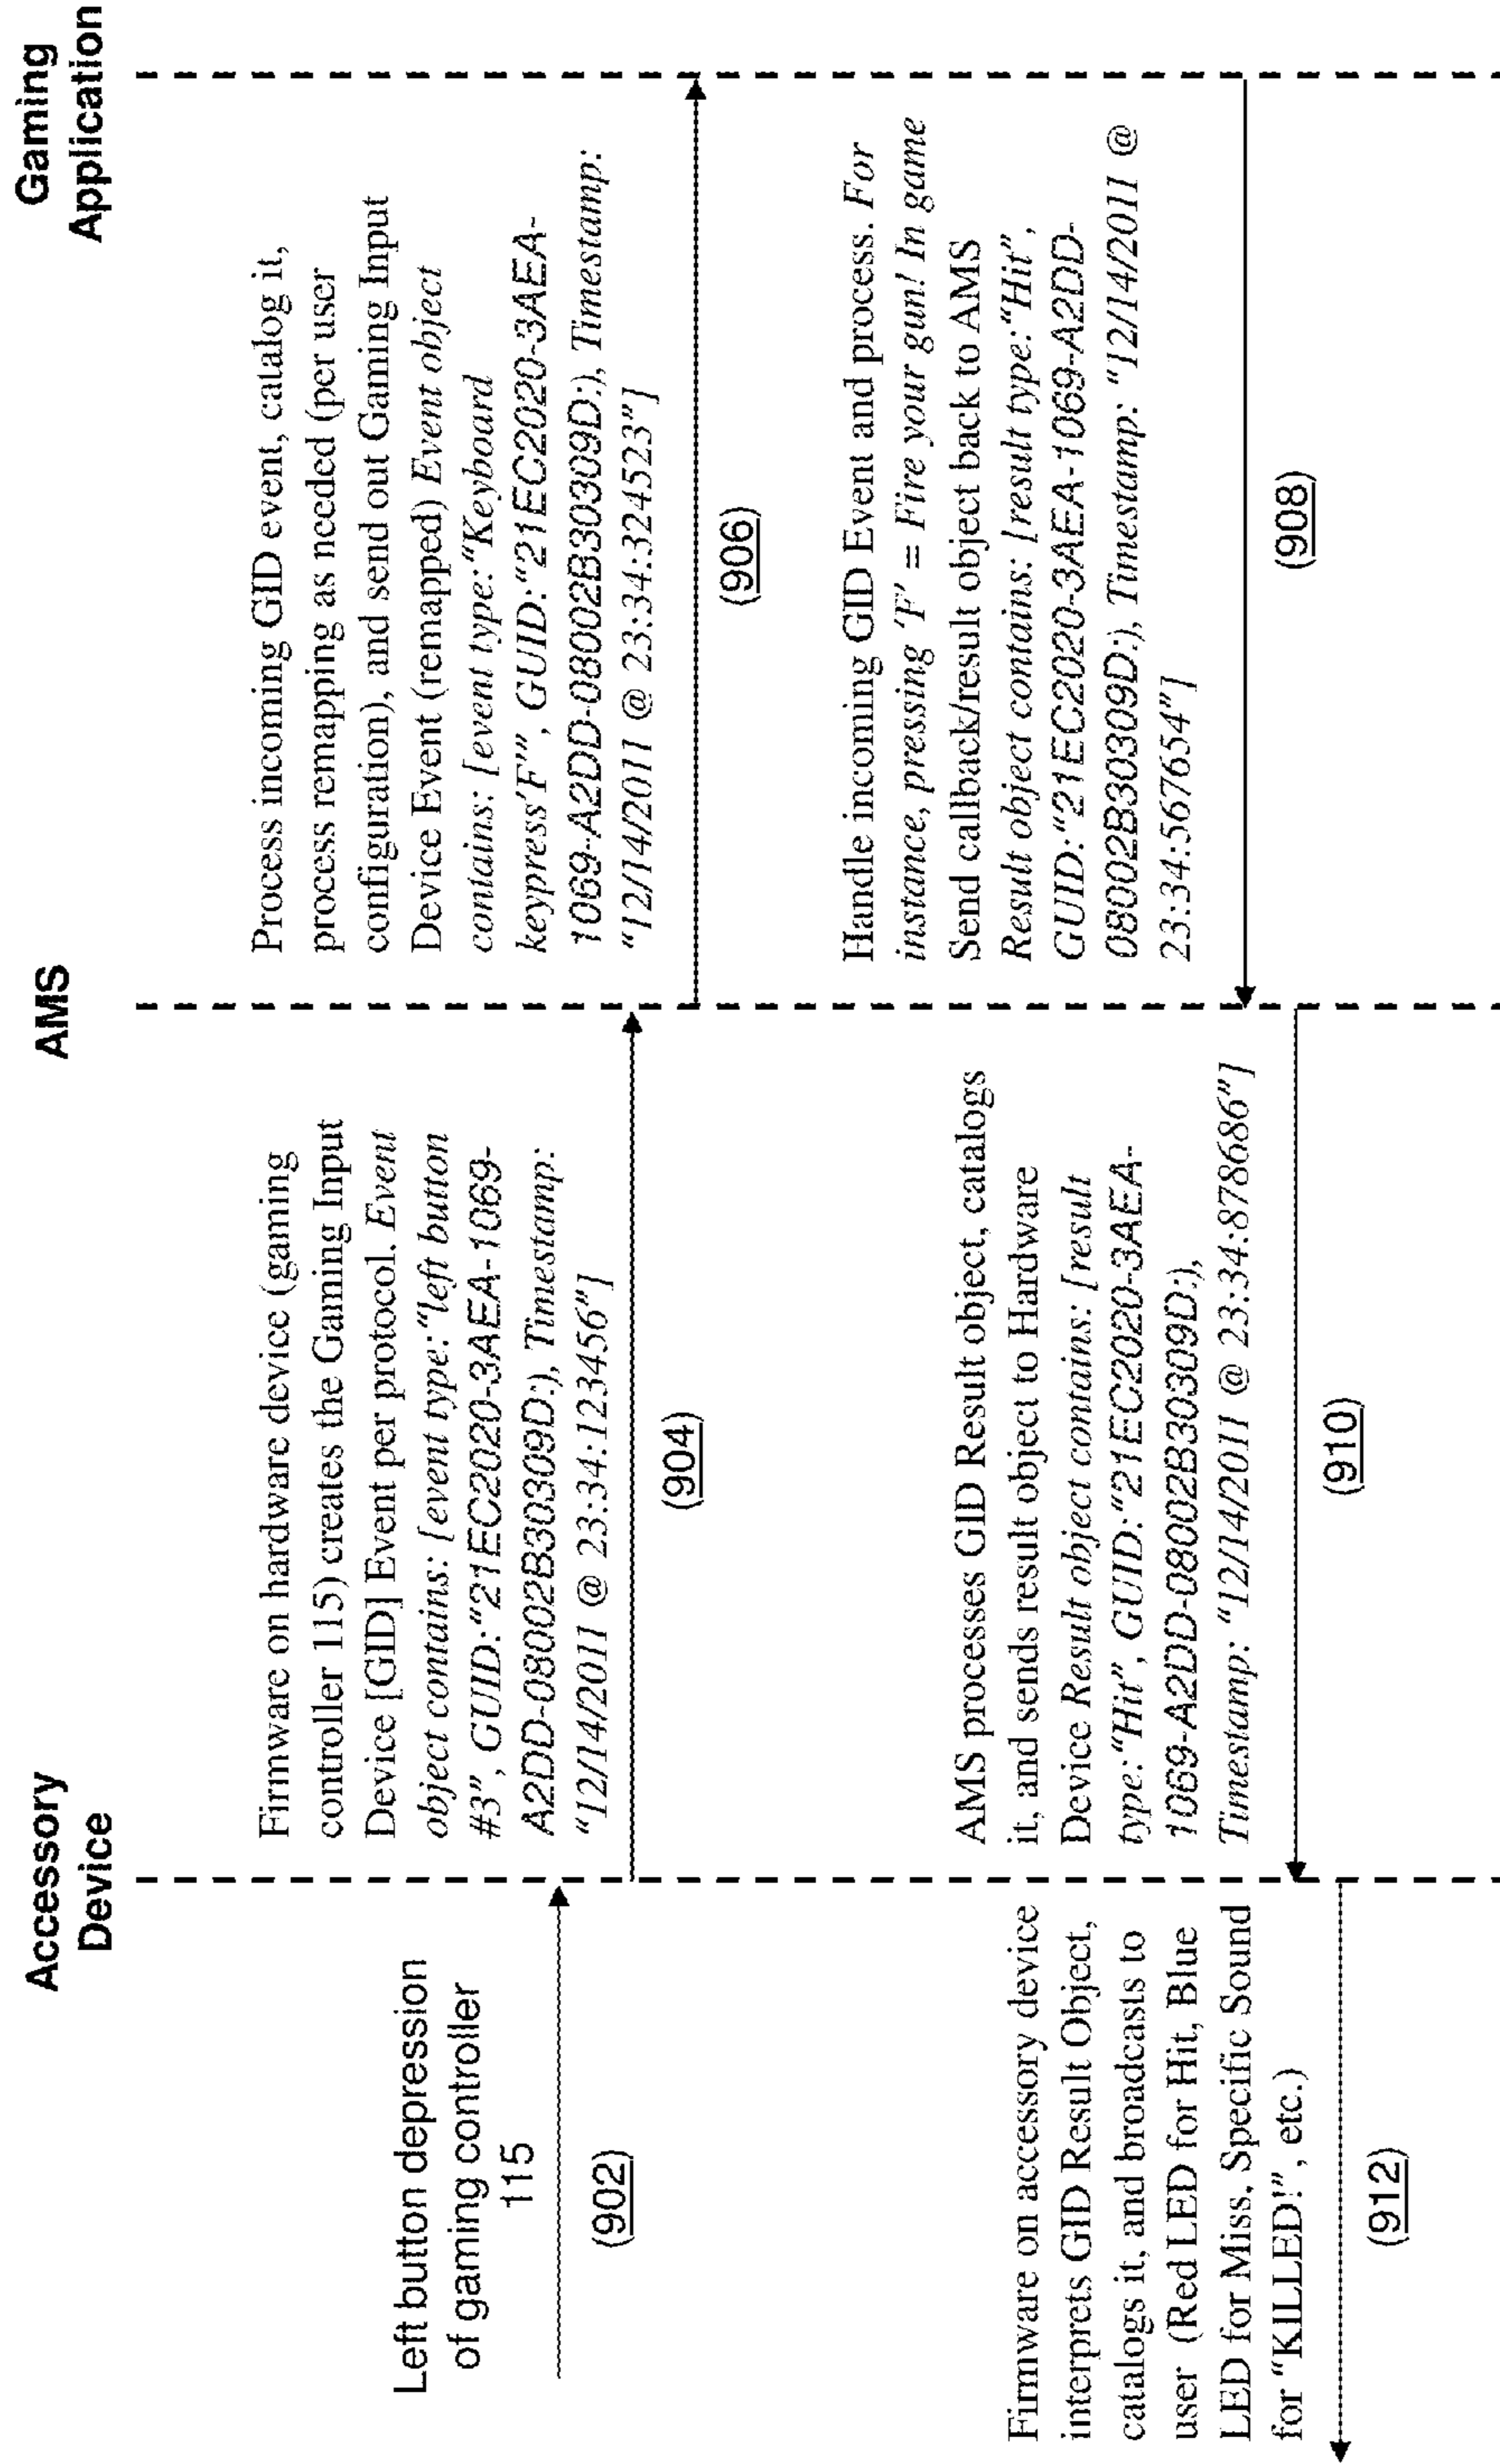 Accessory
Device
AMS
Gaming
Application
Left button depression
of gaming controller
115
(902)
Firmware on hardware device (gaming
controller 115) creates the Gaming Input
Device [GID] Event per protocol. Event
object contains: [event type:"left button
#3", GUID:"21EC2020-3AEA-1069-
A2DD-08002B30309D:), Timestamp:
"12/14/2011 @ 23:34:123456"]
(904)
Process incoming GID event, catalog it,
process remapping as needed (per user
configuration), and send out Gaming Input
Device Event (remapped) Event object
contains: [event type:"Keyboard
keypress'F'", GUID:"21EC2020-3AEA-
1069-A2DD-08002B30309D:), Timestamp:
"12/14/2011 @ 23:34:324523"]
(906)
Handle incoming GID Event and process. For
instance, pressing 'F' = Fire your gun! In game
Send callback/result object back to AMS
Result object contains: [result type:"Hit",
GUID:"21EC2020-3AEA-1069-A2DD-
08002B30309D:), Timestamp: "12/14/2011 @
23:34:567654"]
(908)
AMS processes GID Result object, catalogs
it, and sends result object to Hardware
Device Result object contains: [result
type:"Hit", GUID:"21EC2020-3AEA-
1069-A2DD-08002B30309D:),
Timestamp: "12/14/2011 @ 23:34:878686"]
(910)
Firmware on accessory device
interprets GID Result Object,
catalogs it, and broadcasts to
user (Red LED for Hit, Blue
LED for Miss, Specific Sound
for "KILLED!", etc.)
(912)